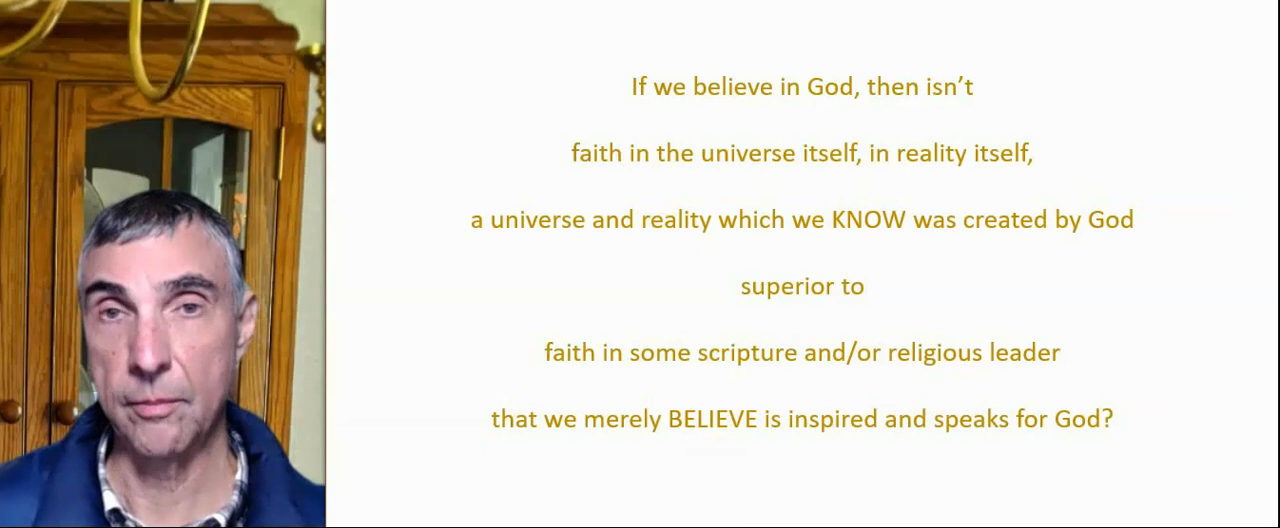 If we believe in God, then isn’t
faith in the universe itself, in reality itself,
a universe and reality which we KNOW was created by God
superior to
faith in some scripture and/or religious leader
that we merely BELIEVE is inspired and speaks for God?